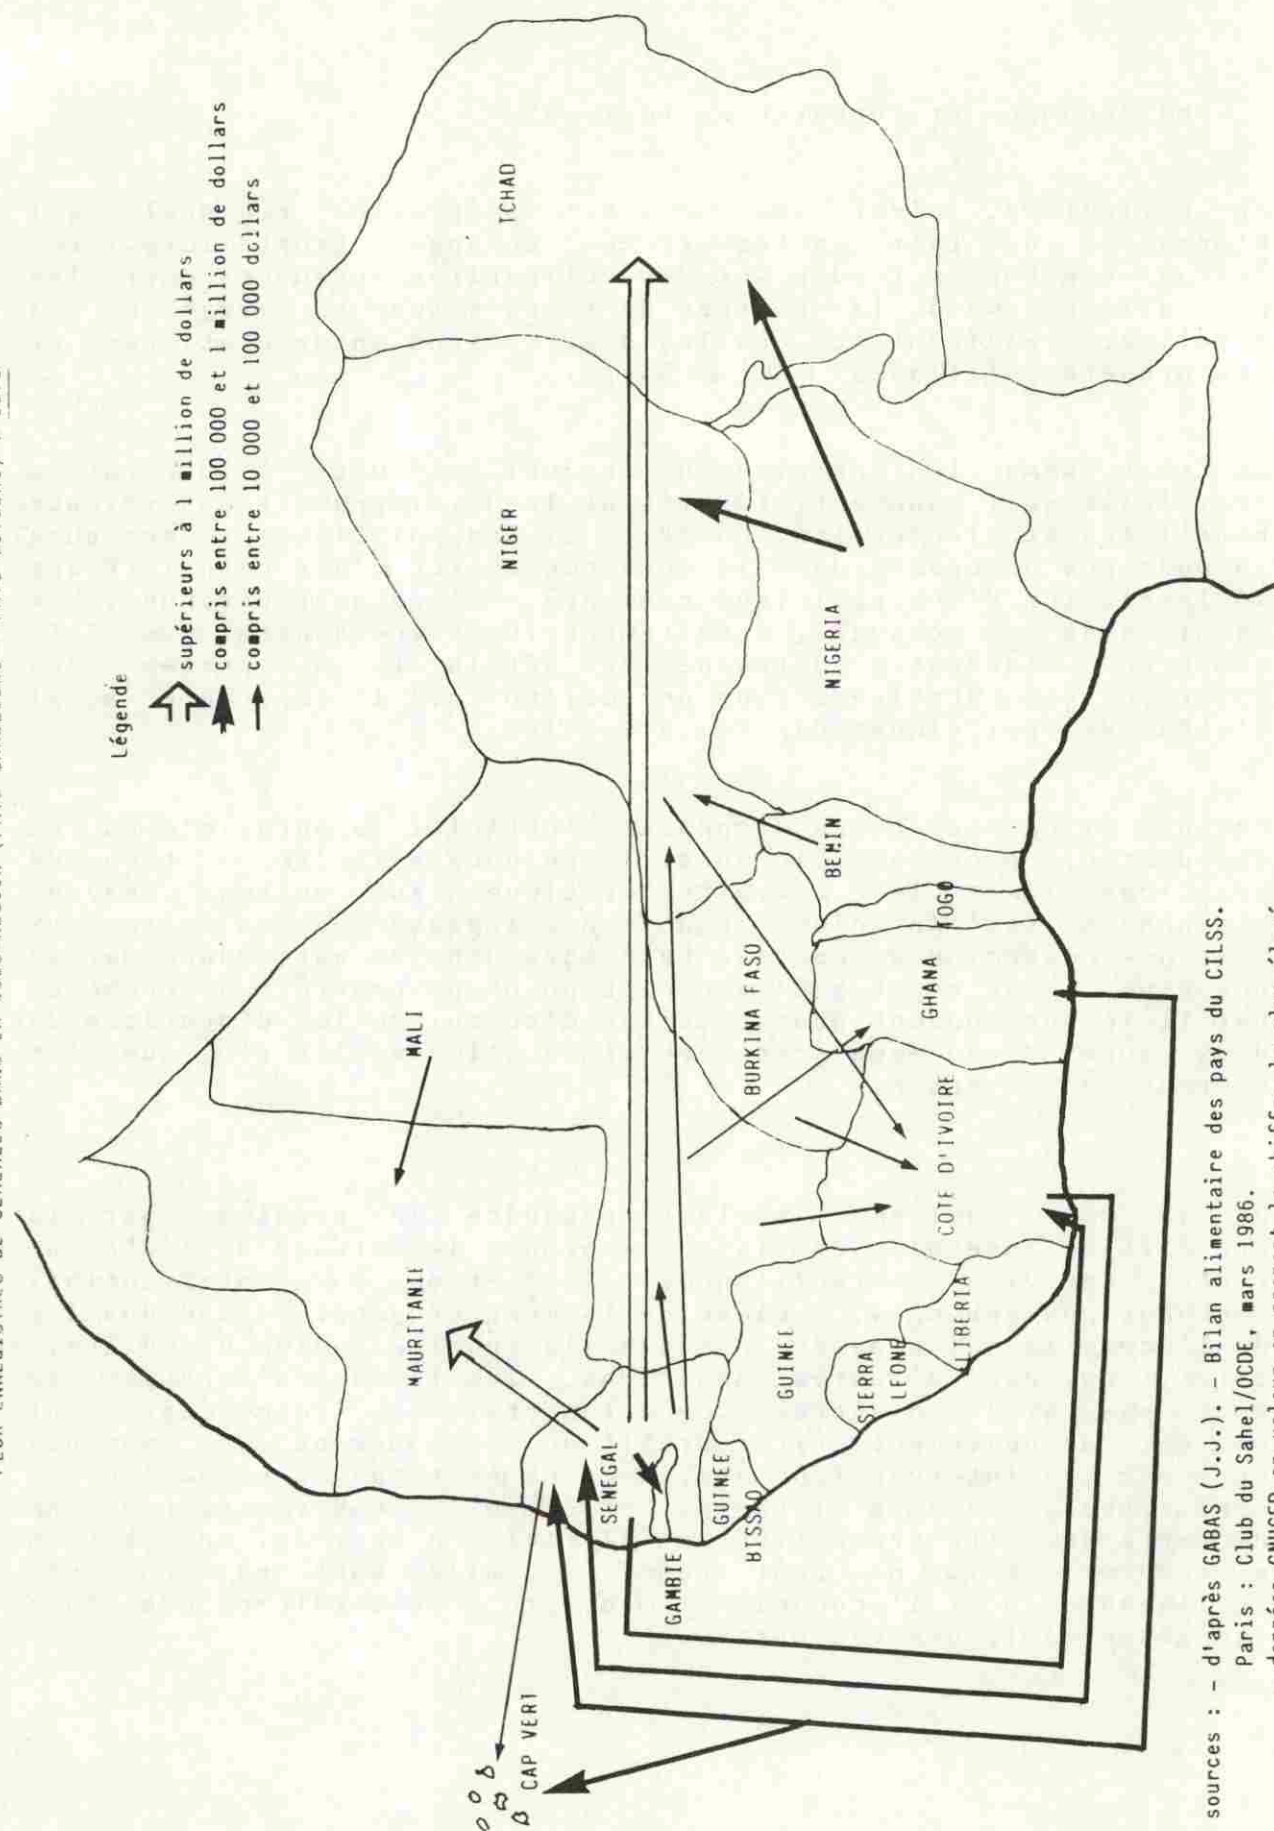 Légende
supérieurs à 1 million de dollars
compris entre 100 000 et 1 million de dollars
compris entre 10 000 et 100 000 dollars
TCHAD
NIGER
MALI
MAURITANIE
NIGERIA
BENIN
TOGO
GHANA
BURKINA FASO
COTE D'IVOIRE
LIBERIA
SIERRA
LEONE
GUINEE
GUINEE
BISSAO
SENEGAL
GAMBIE
CAP VERT
sources : - d'après GABAS (J.J.). - Bilan alimentaire des pays du CILSS.
Paris : Club du Sahel/OCDE, mars 1986.